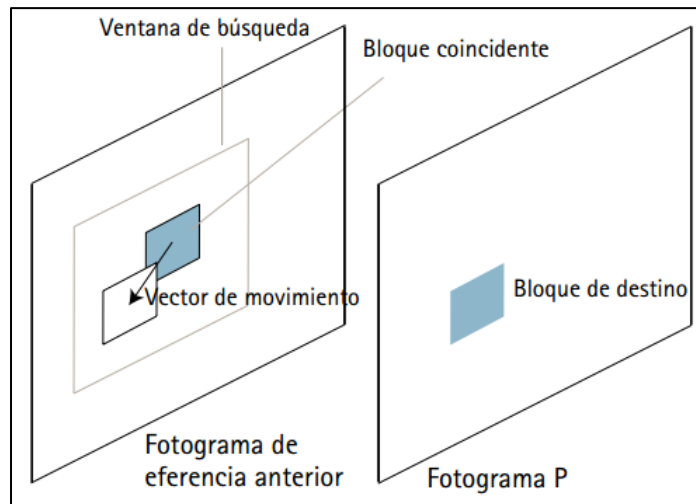 Ventana de búsqueda
Bloque coincidente
Vector de movimiento
Bloque de destino
Fotograma de
eferencia anterior
Fotograma P